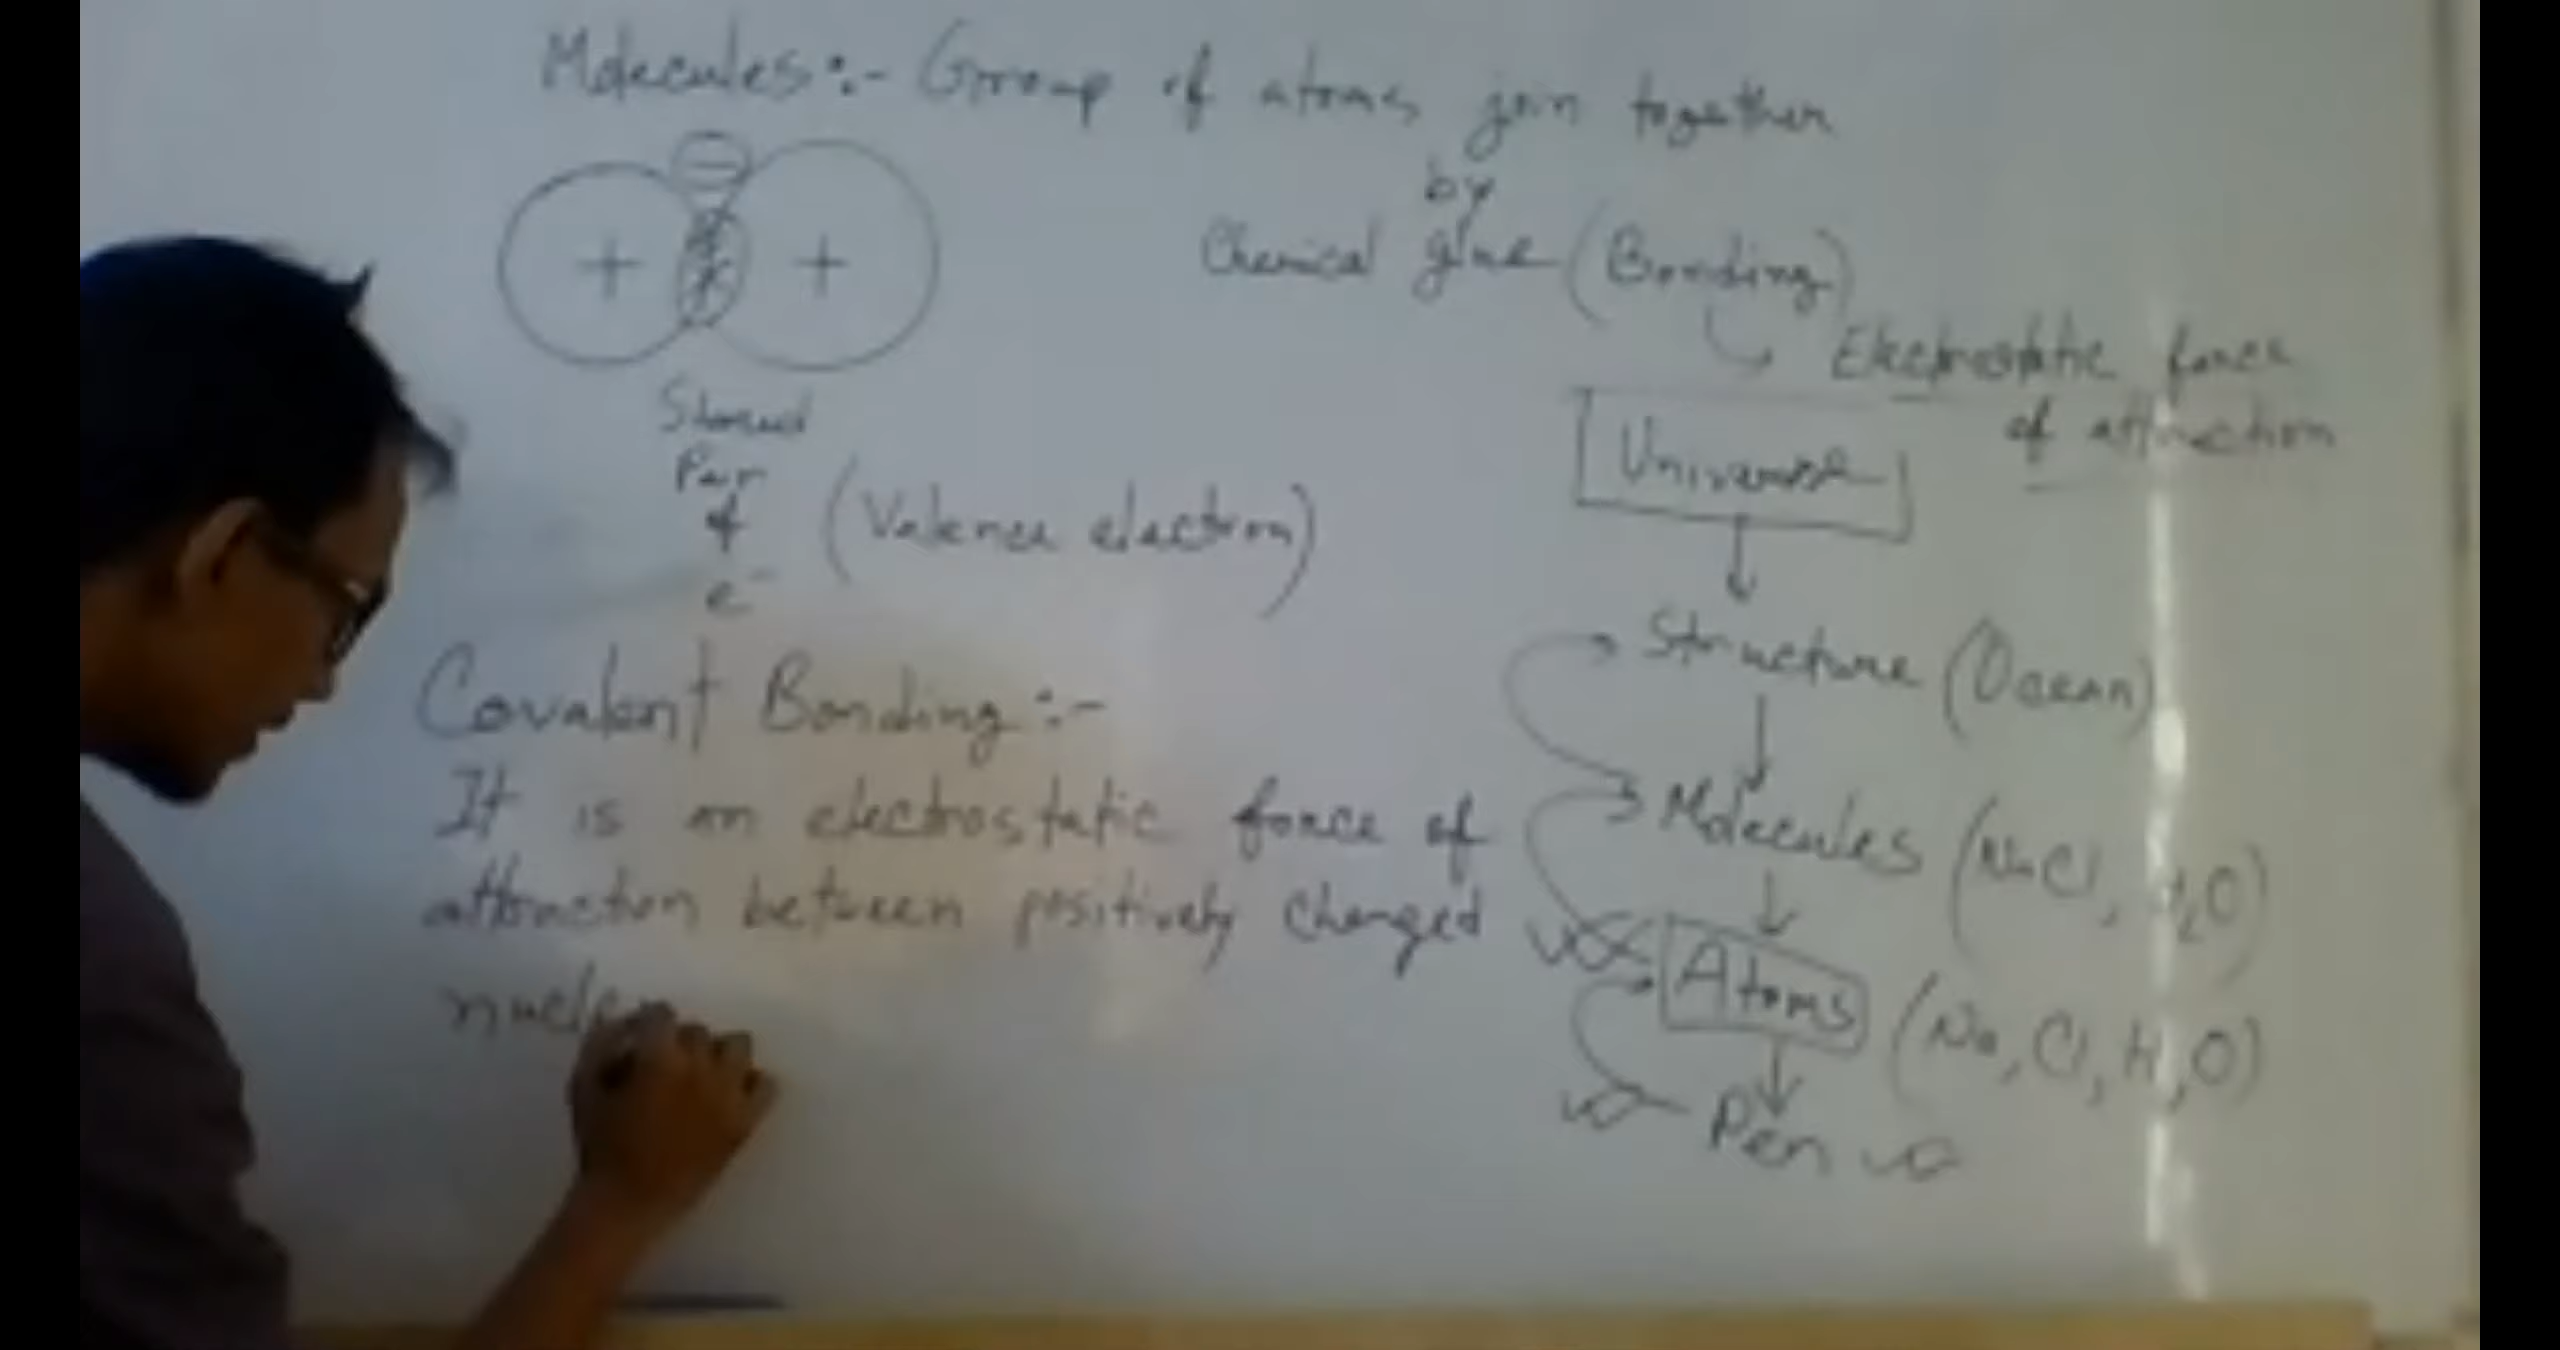 Molecules:- Group of atoms join together
by
Chemical glue (Bonding)
Electrostatic force
of attraction
+ - +
Shared
Pair
of
e⁻
(Valence electron)
Covalent Bonding:-
It is an electrostatic force of
attraction between positively charged
Universe
Structure (Ocean)
Molecules (NaCl, H₂O)
Atoms (Na, Cl, H, O)
Pen